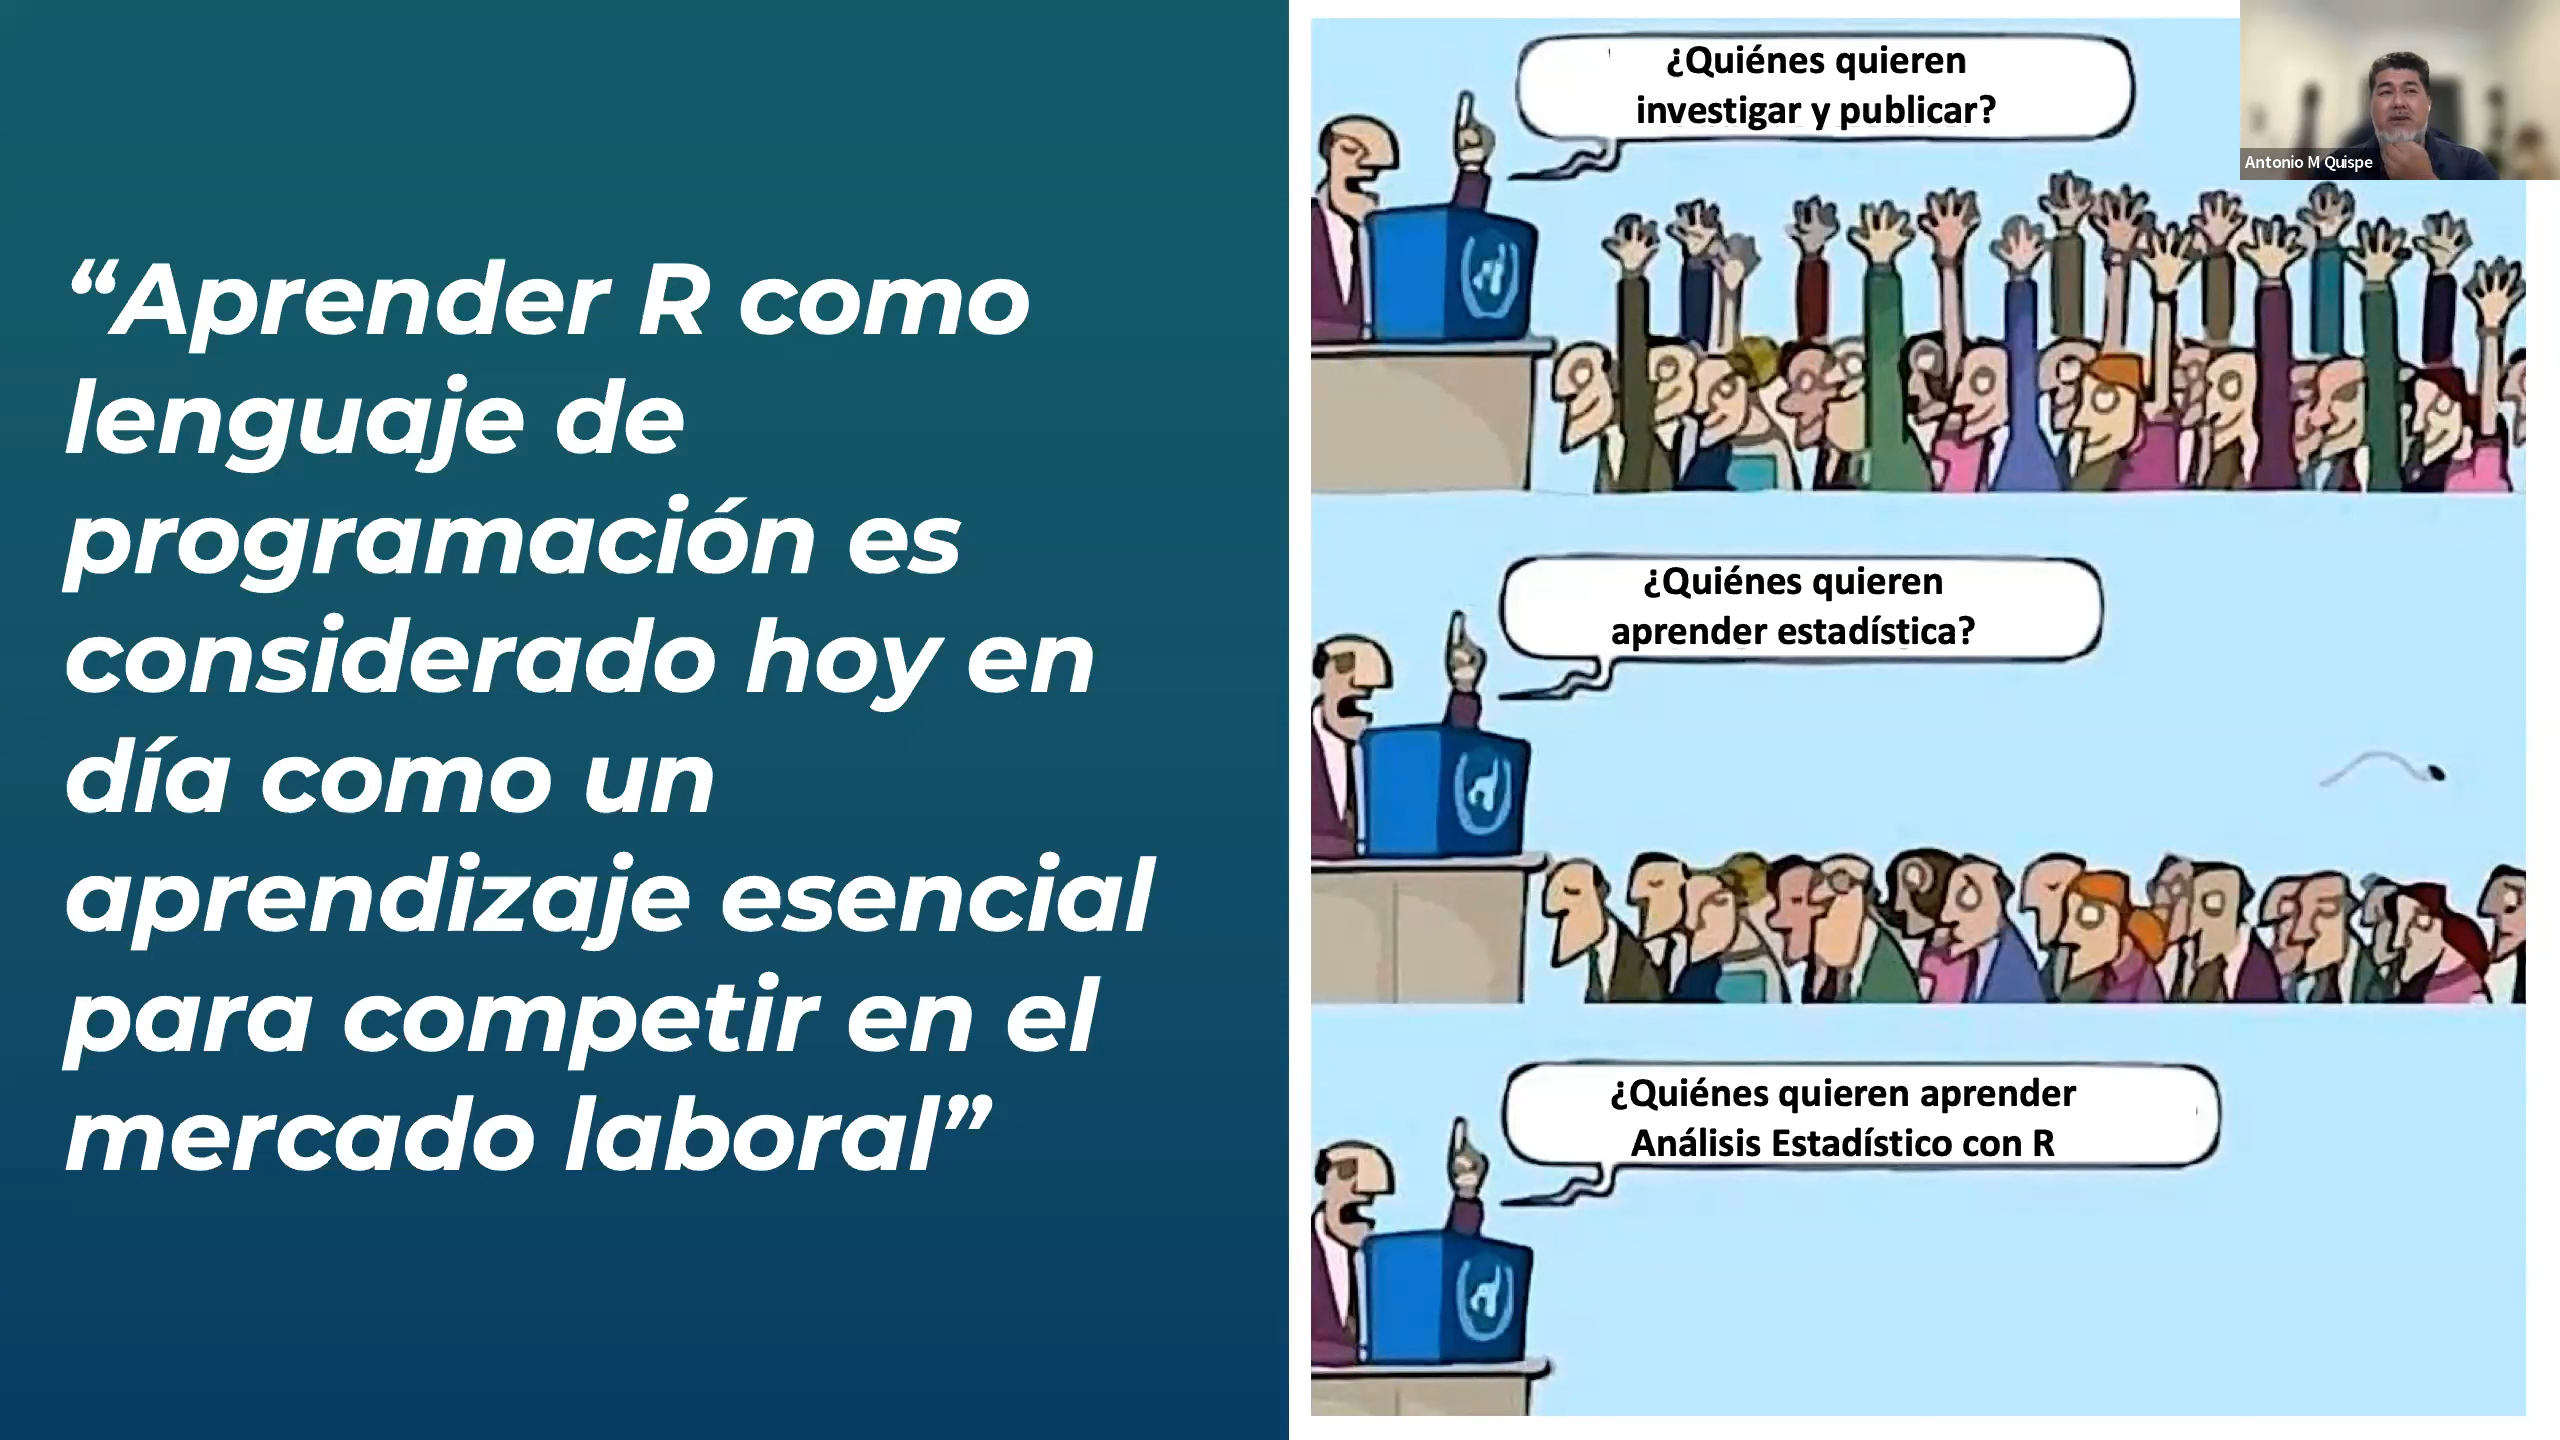 “Aprender R como
lenguaje de
programación es
considerado hoy en
día como un
aprendizaje esencial
para competir en el
mercado laboral”
¿Quiénes quieren
investigar y publicar?
¿Quiénes quieren
aprender estadística?
¿Quiénes quieren aprender
Análisis Estadístico con R
Antonio M Quispe